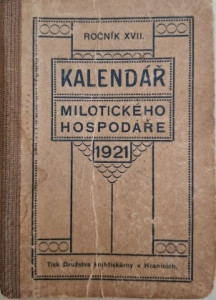 ROČNÍK XVII.
KALENDÁŘ
MILOTICKÉHO
HOSPODÁŘE
1921
Tisk Družstva knihtiskárny v Hranicích.